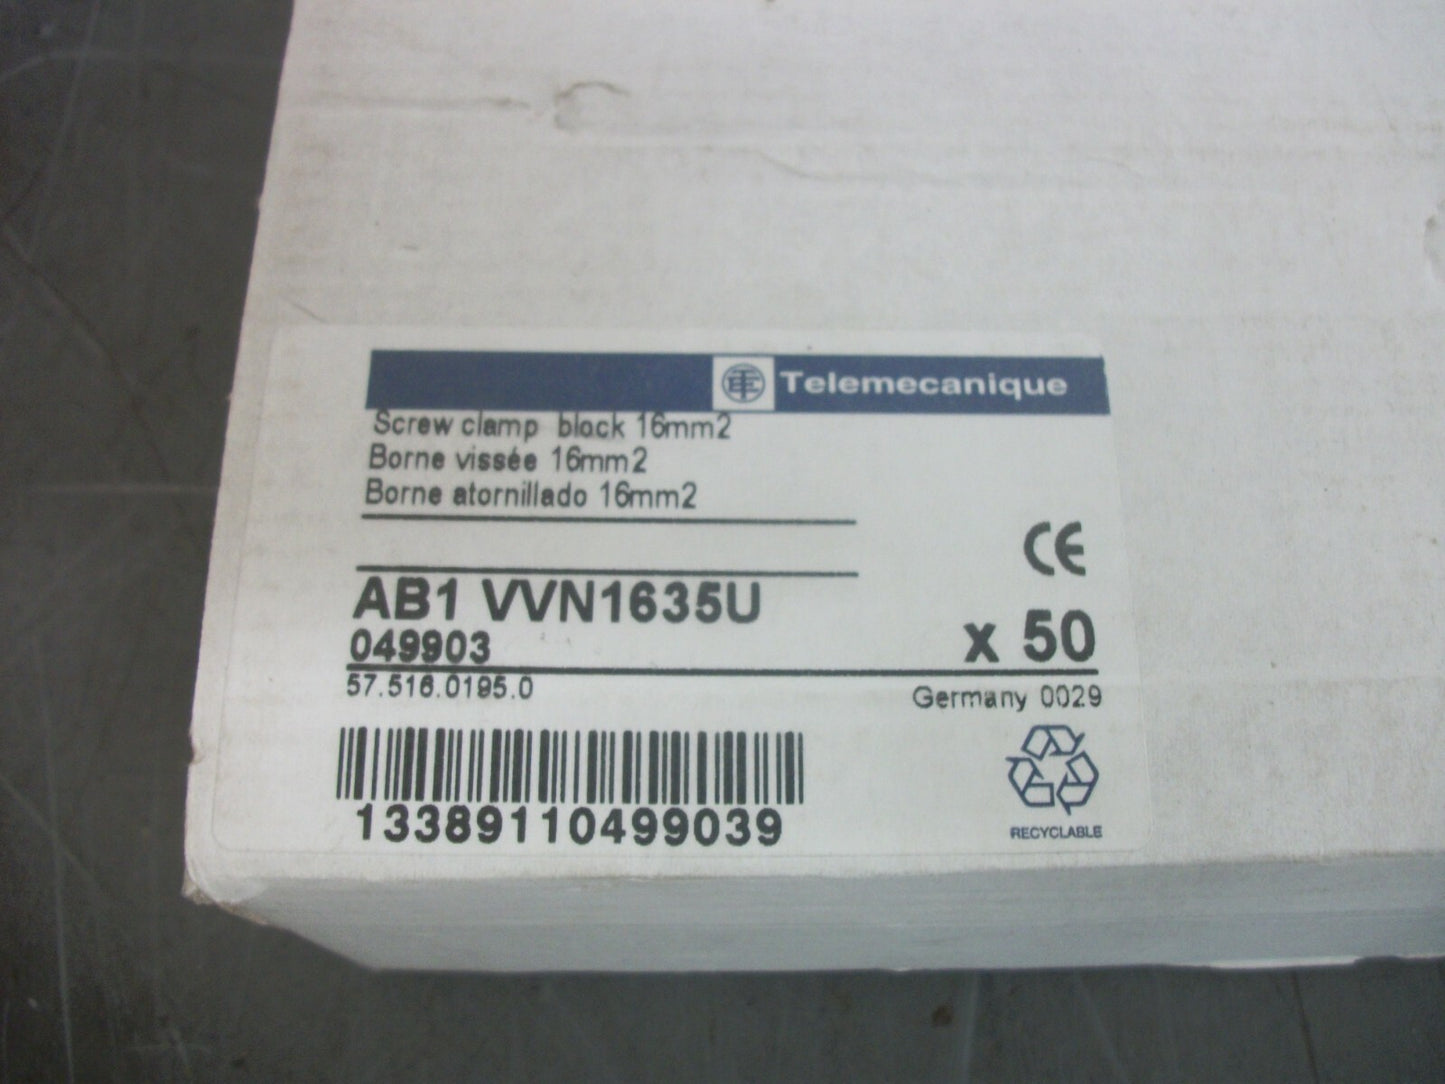 Telemecanique
Screw clamp block 16mm2
Borne vissée 16mm2
Borne atornillado 16mm2
CE
AB1 VVN1635U
049903
x 50
57.516.0195.0
Germany 0029
13389110499039
RECYCLABLE